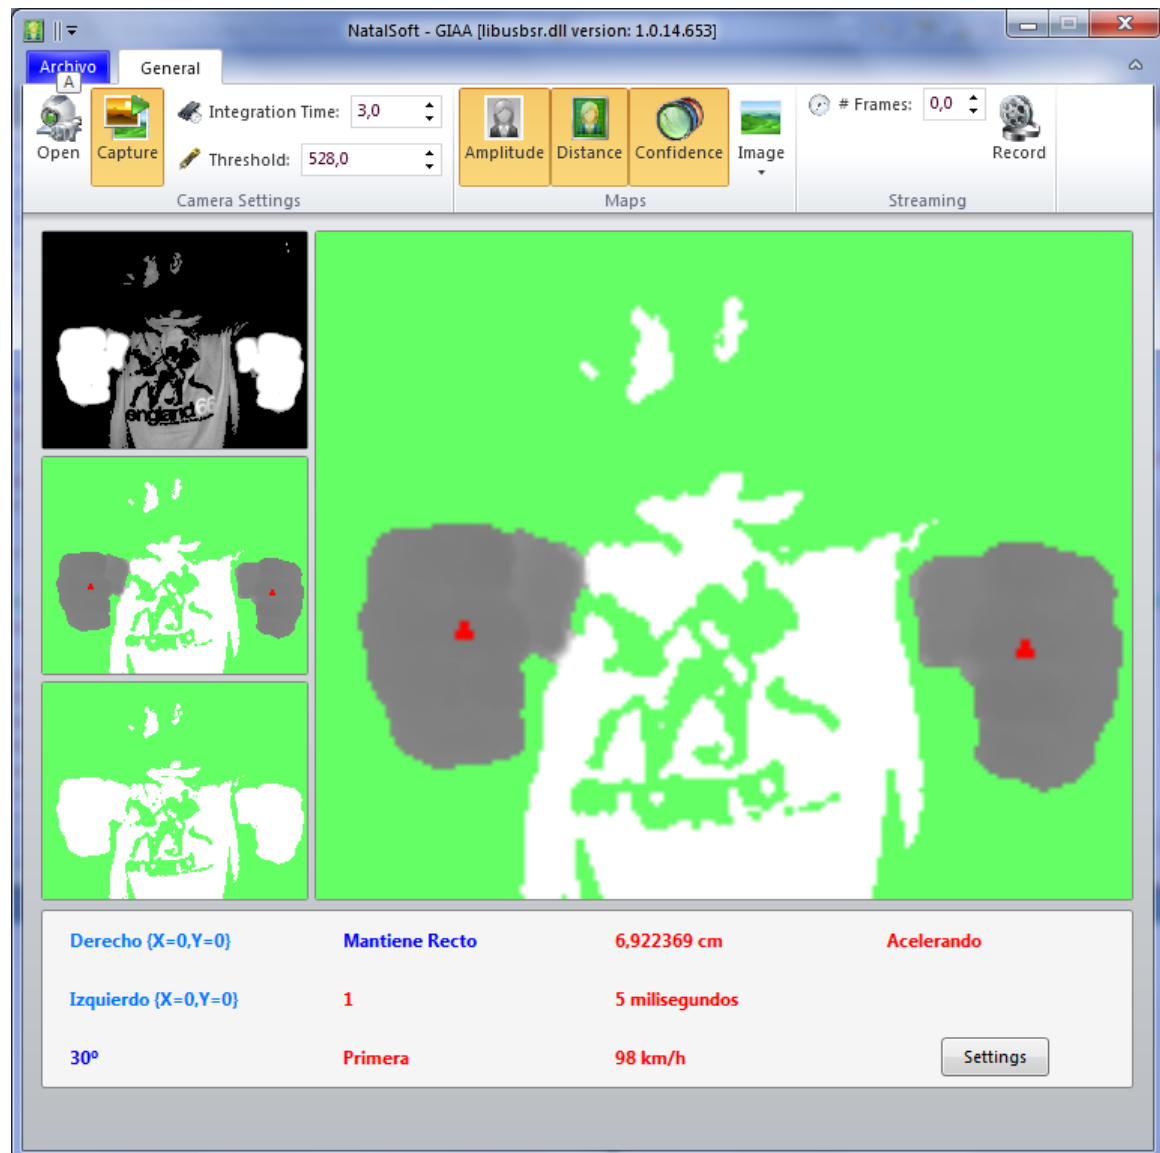 NatalSoft - GIAA [libusbsr.dll version: 1.0.14.653]
Archivo General
A
Open Capture Integration Time: 3,0
Threshold: 528,0
Camera Settings
Amplitude Distance Confidence Image
Maps
# Frames: 0,0 Record
Streaming
england 66
Derecho {X=0,Y=0} Mantiene Recto 6,922369 cm Acelerando
Izquierdo {X=0,Y=0} 1 5 milisegundos
30º Primera 98 km/h Settings